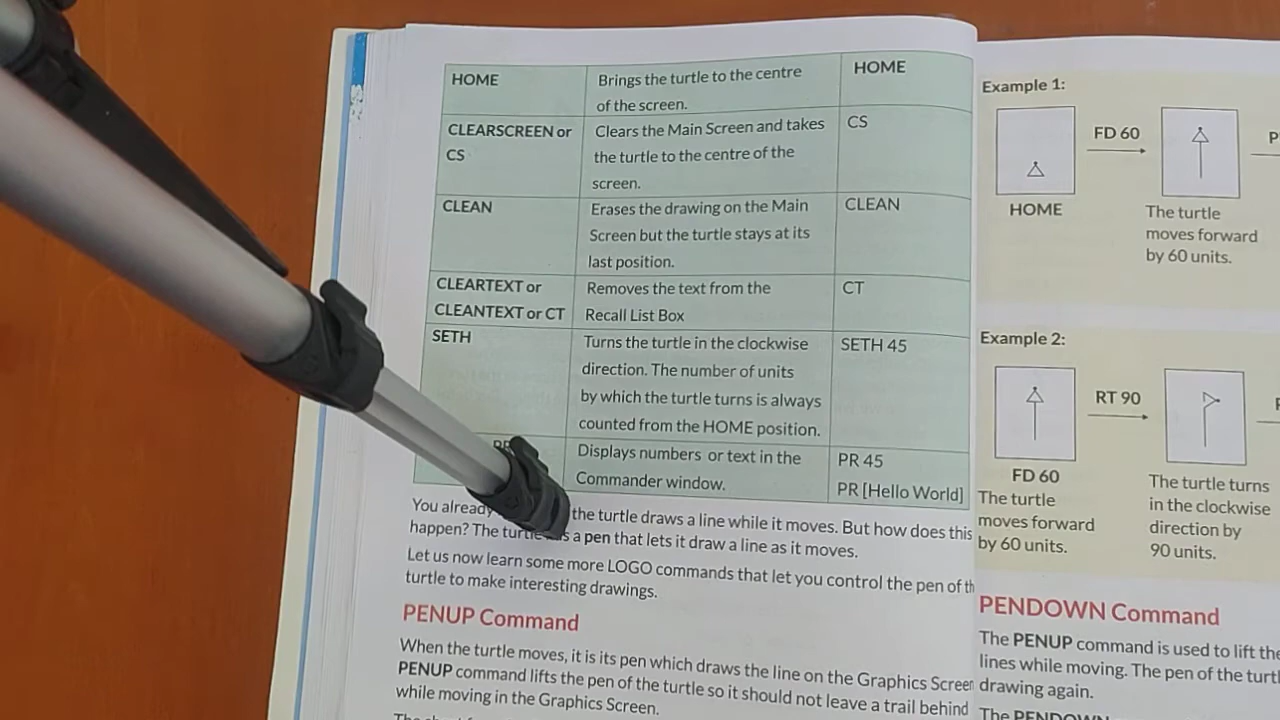 HOME
Brings the turtle to the centre
of the screen.
HOME
CLEARSCREEN or
CS
Clears the Main Screen and takes
the turtle to the centre of the
screen.
CS
CLEAN
Erases the drawing on the Main
Screen but the turtle stays at its
last position.
CLEAN
CLEARTEXT or
CLEANTEXT or CT
Removes the text from the
Recall List Box
CT
SETH
Turns the turtle in the clockwise
direction. The number of units
by which the turtle turns is always
counted from the HOME position.
SETH 45
Displays numbers or text in the
Commander window.
PR 45
PR [Hello World]
You already the turtle draws a line while it moves. But how does this
happen? The turtle a pen that lets it draw a line as it moves.
Let us now learn some more LOGO commands that let you control the pen of
turtle to make interesting drawings.
PENUP Command
When the turtle moves, it is its pen which draws the line on the Graphics Screen
PENUP command lifts the pen of the turtle so it should not leave a trail behind
while moving in the Graphics Screen.
Example 1:
FD 60
HOME
The turtle
moves forward
by 60 units.
Example 2:
RT 90
FD 60
The turtle
moves forward
by 60 units.
The turtle turns
in the clockwise
direction by
90 units.
PENDOWN Command
The PENUP command is used to lift the
lines while moving. The pen of the
drawing again.
The PENDOWN